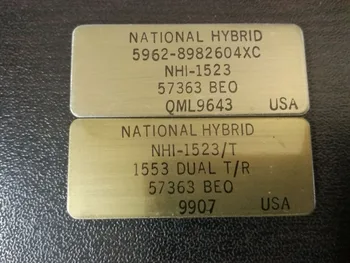 NATIONAL HYBRID
5962-8982604XC
NHI-1523
57363 BEO
QML9643 USA
NATIONAL HYBRID
NHI-1523/T
1553 DUAL T/R
57363 BEO
9907 USA